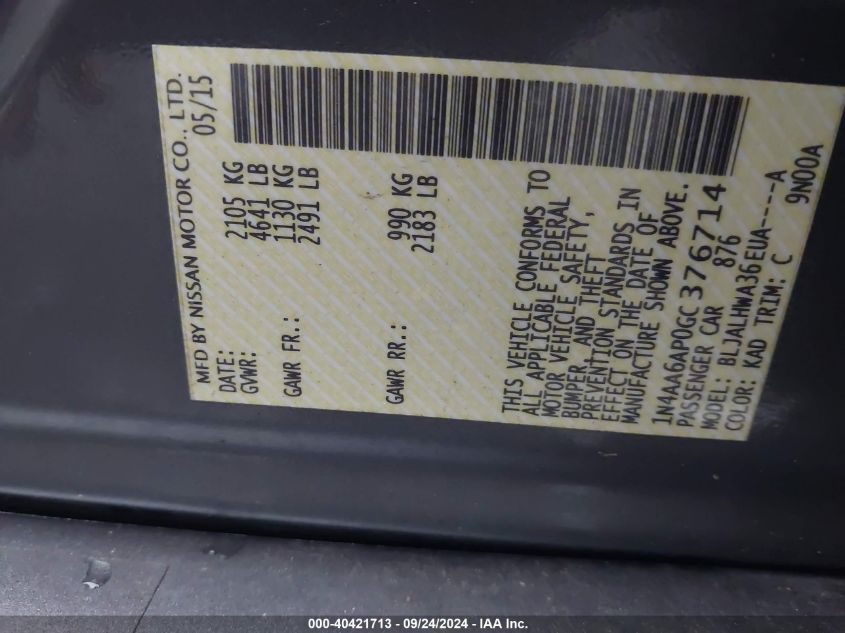 MFD BY NISSAN MOTOR CO., LTD.
DATE: 05/15
GVWR: 2105 KG
4641 LB
GAWR FR.: 1130 KG
2491 LB
GAWR RR.: 990 KG
2183 LB
THIS VEHICLE CONFORMS TO
ALL APPLICABLE FEDERAL
MOTOR VEHICLE SAFETY,
BUMPER, AND THEFT
PREVENTION STANDARDS IN
EFFECT ON THE DATE OF
MANUFACTURE SHOWN ABOVE.
1N4AA6AP0GC376714
PASSENGER CAR 876
MODEL: BLJALHWA36EUA----A
COLOR: KAD TRIM: C 9N00A
000-40421713 - 09/24/2024 - IAA Inc.